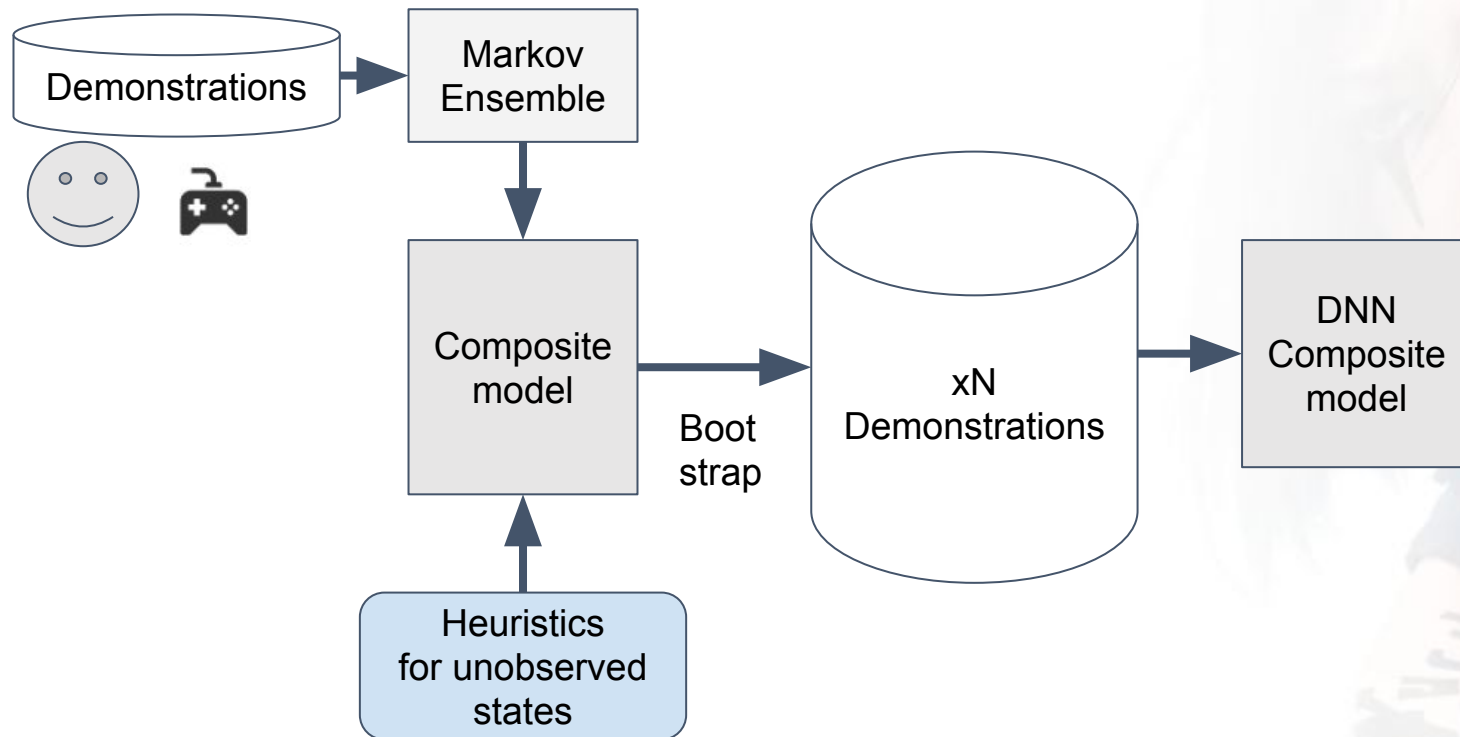 Demonstrations
Markov
Ensemble
Composite
model
Boot
strap
xN
Demonstrations
DNN
Composite
model
Heuristics
for unobserved
states